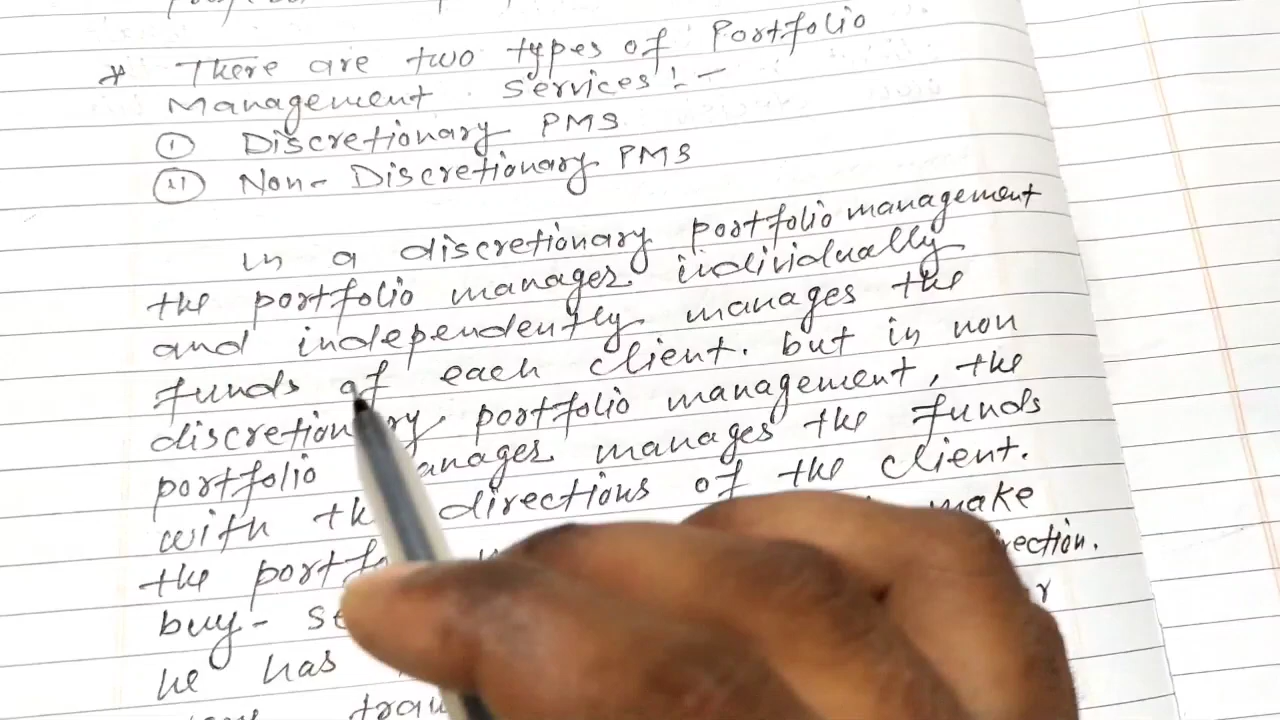 * There are two types of Portfolio
Management Services:-
(I) Discretionary PMS
(II) Non-Discretionary PMS
In a discretionary portfolio management
the portfolio manager individually
and independently manages the
funds of each client. but in non
discretionary portfolio management, the
portfolio manager manages the funds
with the directions of the client.
the make
buy-
he has